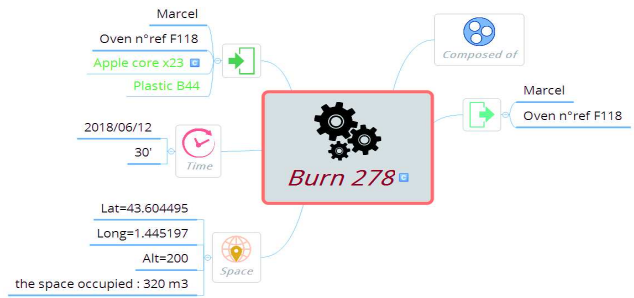 Marcel
Oven n°ref F118
Apple core x23
Plastic B44
Composed of
Marcel
Oven n°ref F118
2018/06/12
30'
Time
Burn 278
Lat=43.604495
Long=1.445197
Alt=200
the space occupied : 320 m3
Space